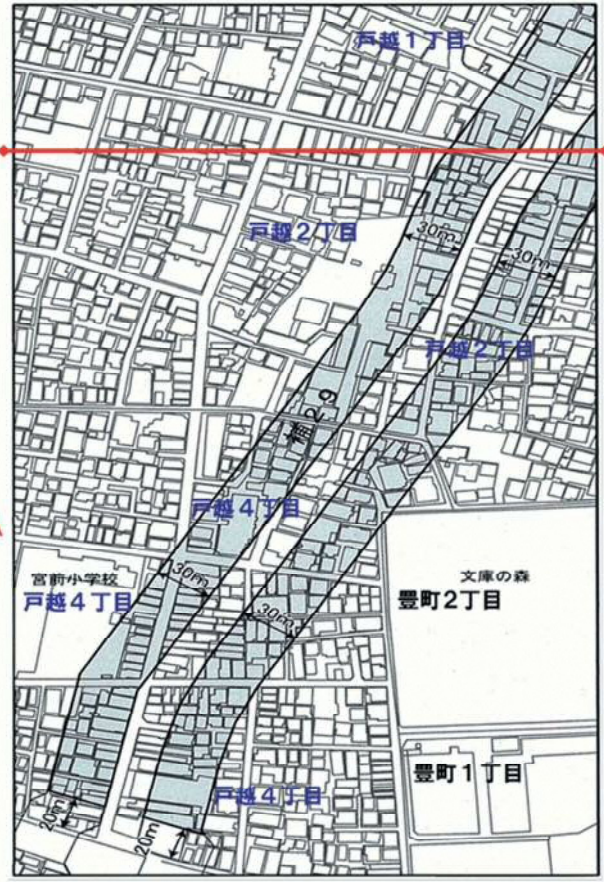 戸越1丁目
戸越2丁目
30m
30m
戸越2丁目
幅29
戸越4丁目
文庫の森
宮前小学校
30m
豊町2丁目
戸越4丁目
30m
豊町1丁目
戸越4丁目
20m
20m